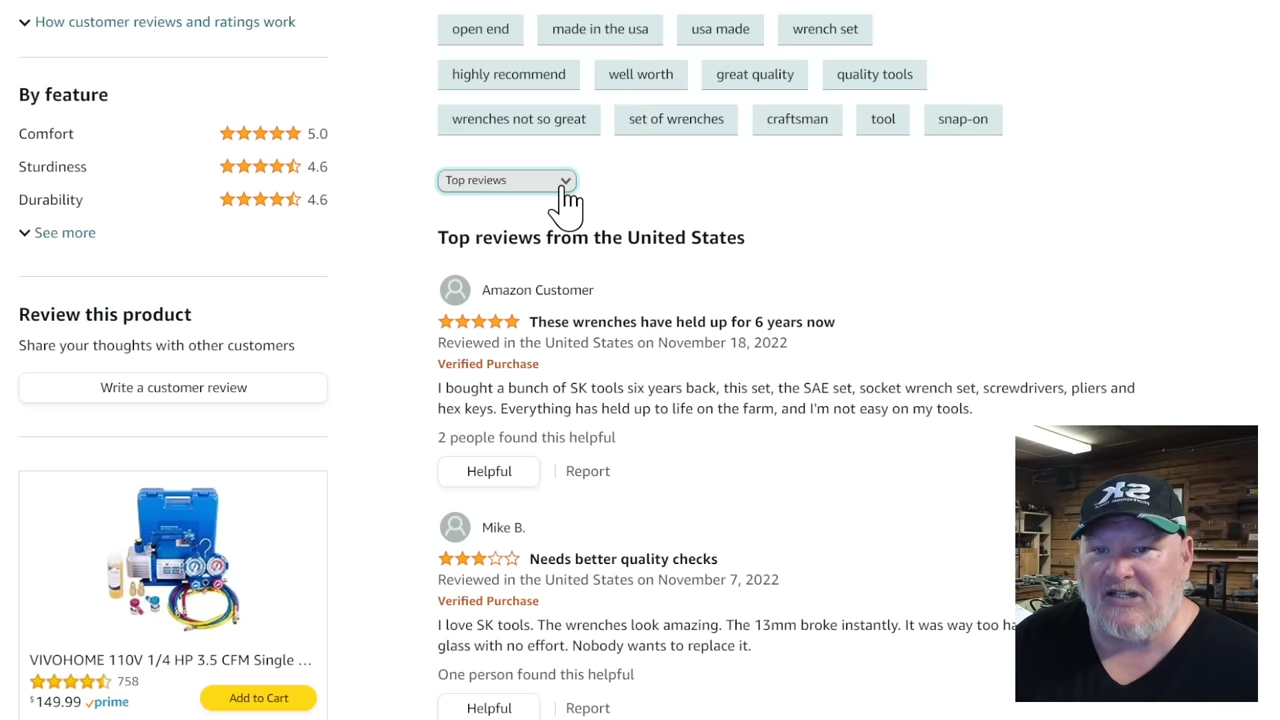 How customer reviews and ratings work
By feature
Comfort 5.0
Sturdiness 4.6
Durability 4.6
See more
Review this product
Share your thoughts with other customers
Write a customer review
VIVOHOME 110V 1/4 HP 3.5 CFM Single ...
758
$149.99 prime
Add to Cart
open end made in the usa usa made wrench set
highly recommend well worth great quality quality tools
wrenches not so great set of wrenches craftsman tool snap-on
Top reviews
Top reviews from the United States
Amazon Customer
These wrenches have held up for 6 years now
Reviewed in the United States on November 18, 2022
Verified Purchase
I bought a bunch of SK tools six years back, this set, the SAE set, socket wrench set, screwdrivers, pliers and
hex keys. Everything has held up to life on the farm, and I'm not easy on my tools.
2 people found this helpful
Helpful Report
Mike B.
Needs better quality checks
Reviewed in the United States on November 7, 2022
Verified Purchase
I love SK tools. The wrenches look amazing. The 13mm broke instantly. It was way too
glass with no effort. Nobody wants to replace it.
One person found this helpful
Helpful Report
SK